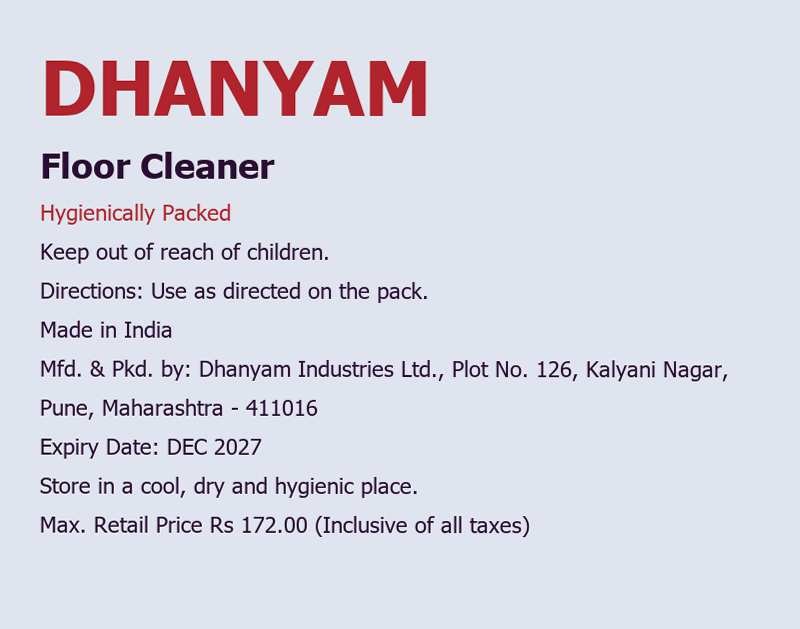 DHANYAM
Floor Cleaner
Hygienically Packed
Keep out of reach of children.
Directions: Use as directed on the pack.
Made in India
Mfd. & Pkd. by: Dhanyam Industries Ltd., Plot No. 126, Kalyani Nagar,
Pune, Maharashtra - 411016
Expiry Date: DEC 2027
Store in a cool, dry and hygienic place.
Max. Retail Price Rs 172.00 (Inclusive of all taxes)